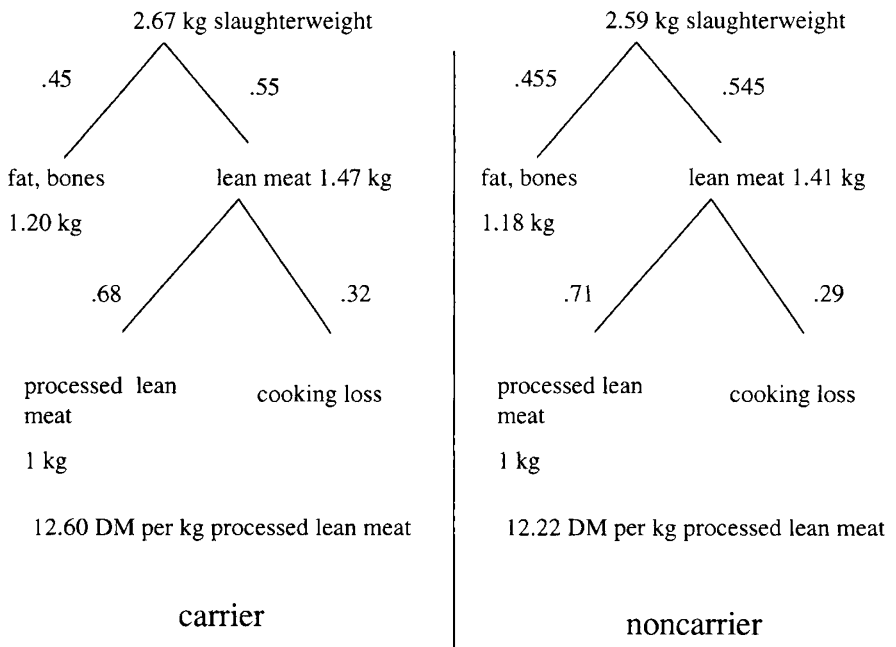 2.67 kg slaughterweight
.45
.55
fat, bones
lean meat 1.47 kg
1.20 kg
.68
.32
processed lean
meat
cooking loss
1 kg
12.60 DM per kg processed lean meat
carrier
2.59 kg slaughterweight
.455
.545
fat, bones
lean meat 1.41 kg
1.18 kg
.71
.29
processed lean
meat
cooking loss
1 kg
12.22 DM per kg processed lean meat
noncarrier